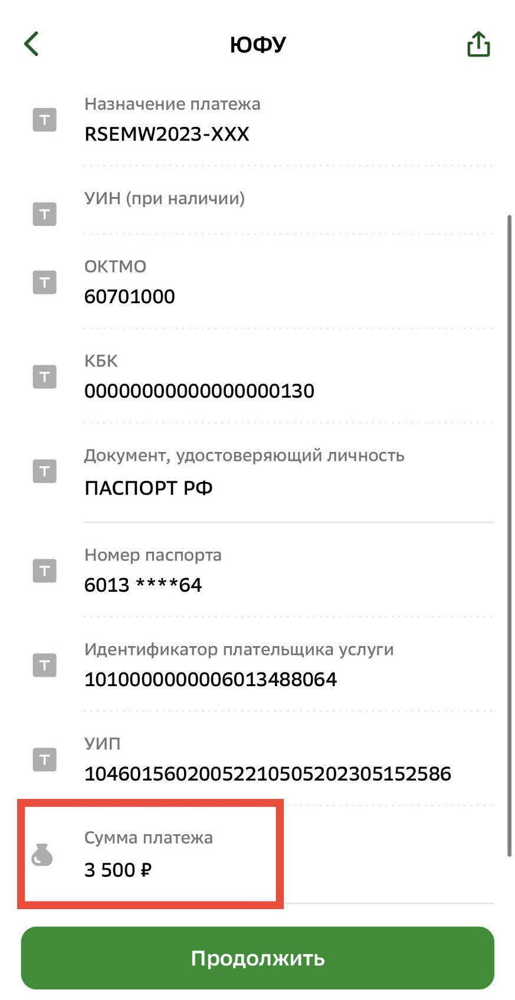 ЮФУ
Назначение платежа
RSEMW2023-XXX
УИН (при наличии)
ОКТМО
60701000
КБК
00000000000000000130
Документ, удостоверяющий личность
ПАСПОРТ РФ
Номер паспорта
6013 ****64
Идентификатор плательщика услуги
1010000000006013488064
УИП
10460156020052210505202305152586
Сумма платежа
3 500 ₽
Продолжить